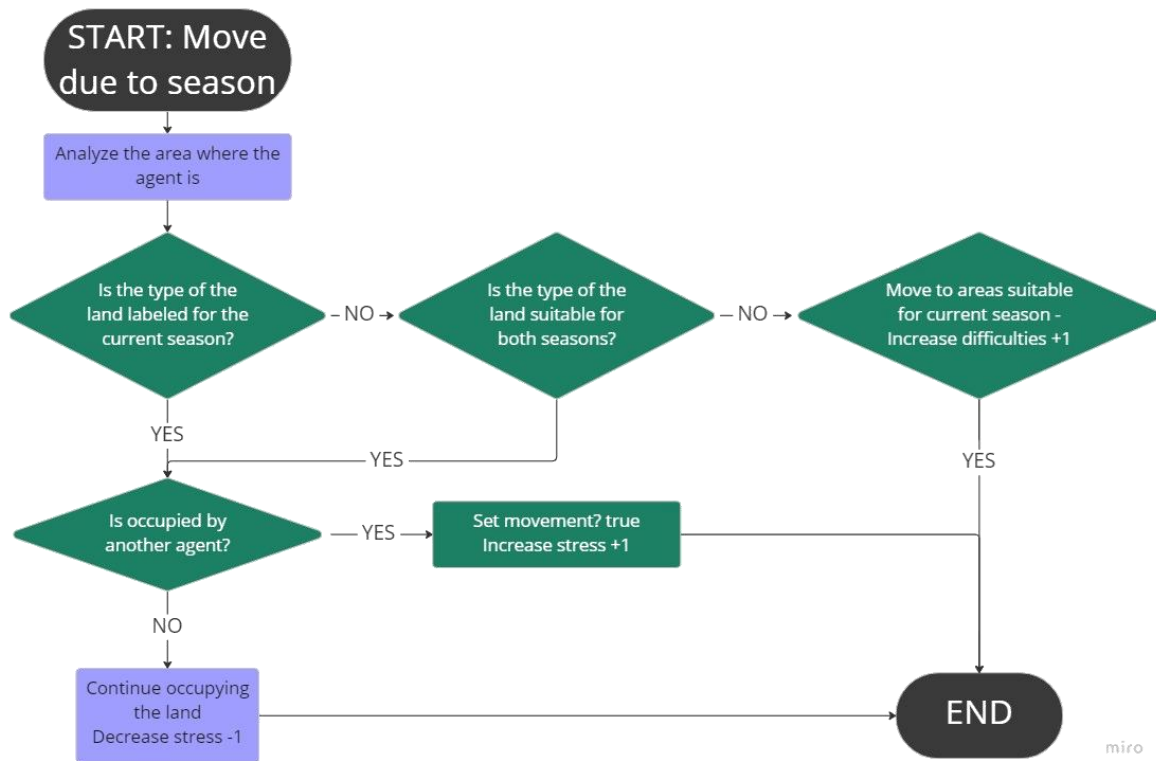 START: Move
due to season
Analyze the area where the
agent is
Is the type of the
land labeled for the
current season?
NO
Is the type of the
land suitable for
both seasons?
NO
Move to areas suitable
for current season -
Increase difficulties +1
YES
YES
YES
Is occupied by
another agent?
YES
Set movement? true
Increase stress +1
NO
Continue occupying
the land
Decrease stress -1
END
miro